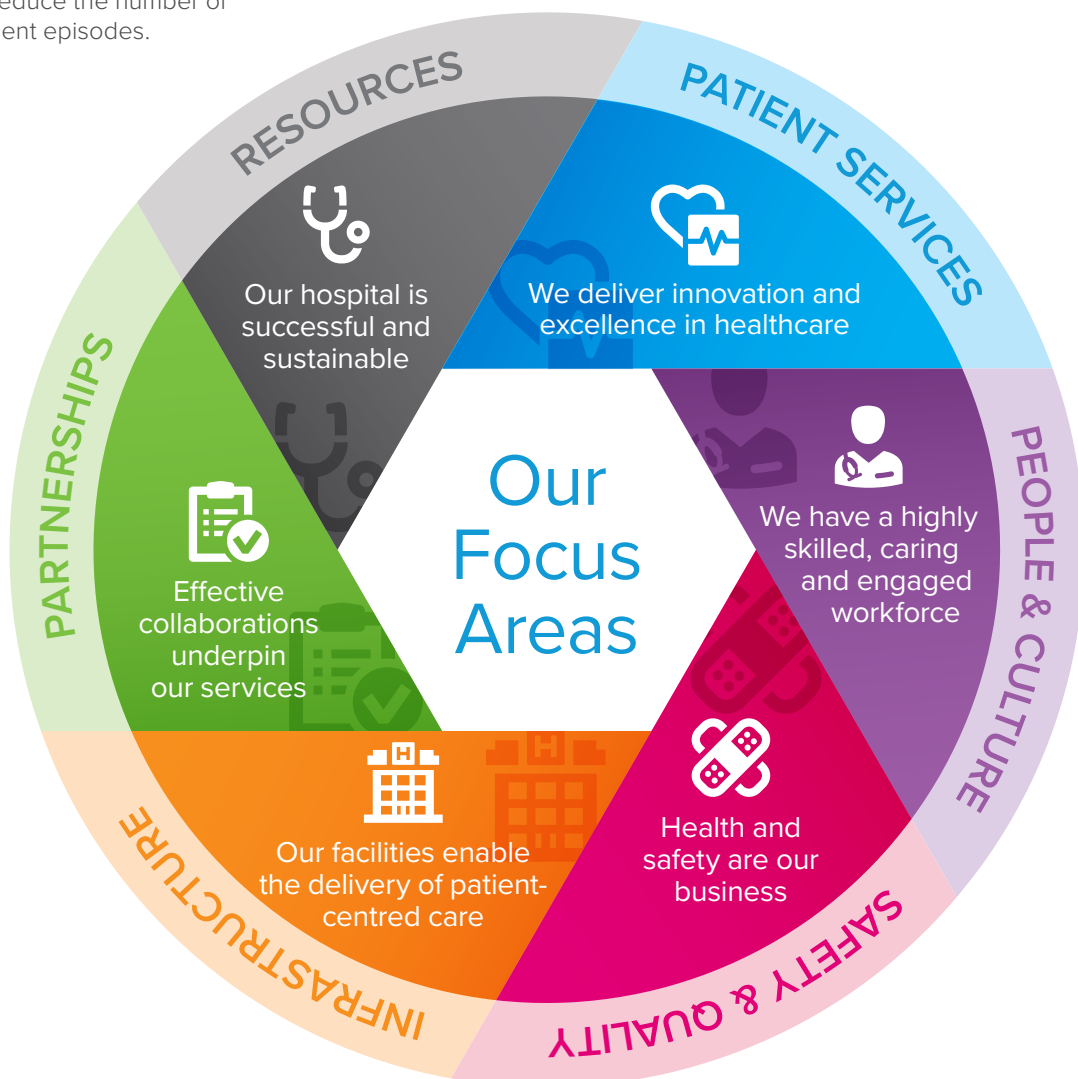 educe the number of
ent episodes.
RESOURCES
PATIENT SERVICES
PEOPLE & CULTURE
SAFETY & QUALITY
INFRASTRUCTURE
PARTNERSHIPS
Our hospital is
successful and
sustainable
We deliver innovation and
excellence in healthcare
We have a highly
skilled, caring
and engaged
workforce
Health and
safety are our
business
H
Our facilities enable
the delivery of patient-
centred care
Effective
collaborations
underpin
our services
Our
Focus
Areas